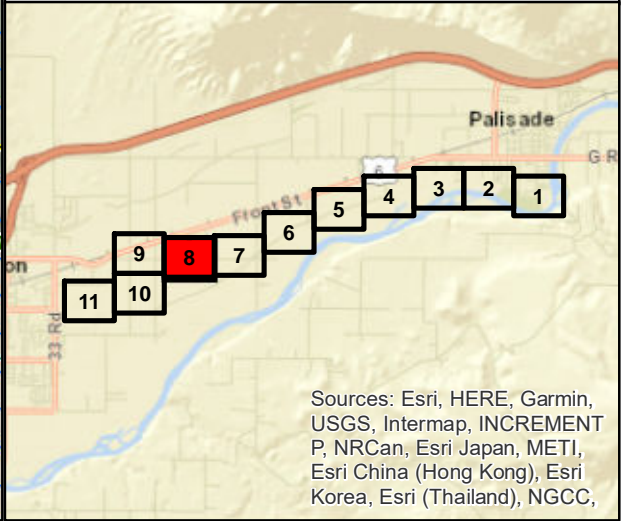 Palisade
G R
6
3
2
1
4
5
Front St
6
7
8
9
on
10
11
33 Rd
Sources: Esri, HERE, Garmin,
USGS, Intermap, INCREMENT
P, NRCan, Esri Japan, METI,
Esri China (Hong Kong), Esri
Korea, Esri (Thailand), NGCC,